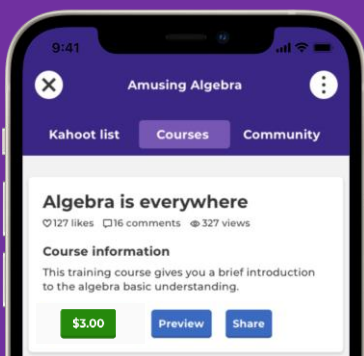 9:41
Amusing Algebra
Kahoot list Courses Community
Algebra is everywhere
127 likes 16 comments 327 views
Course information
This training course gives you a brief introduction
to the algebra basic understanding.
$3.00 Preview Share